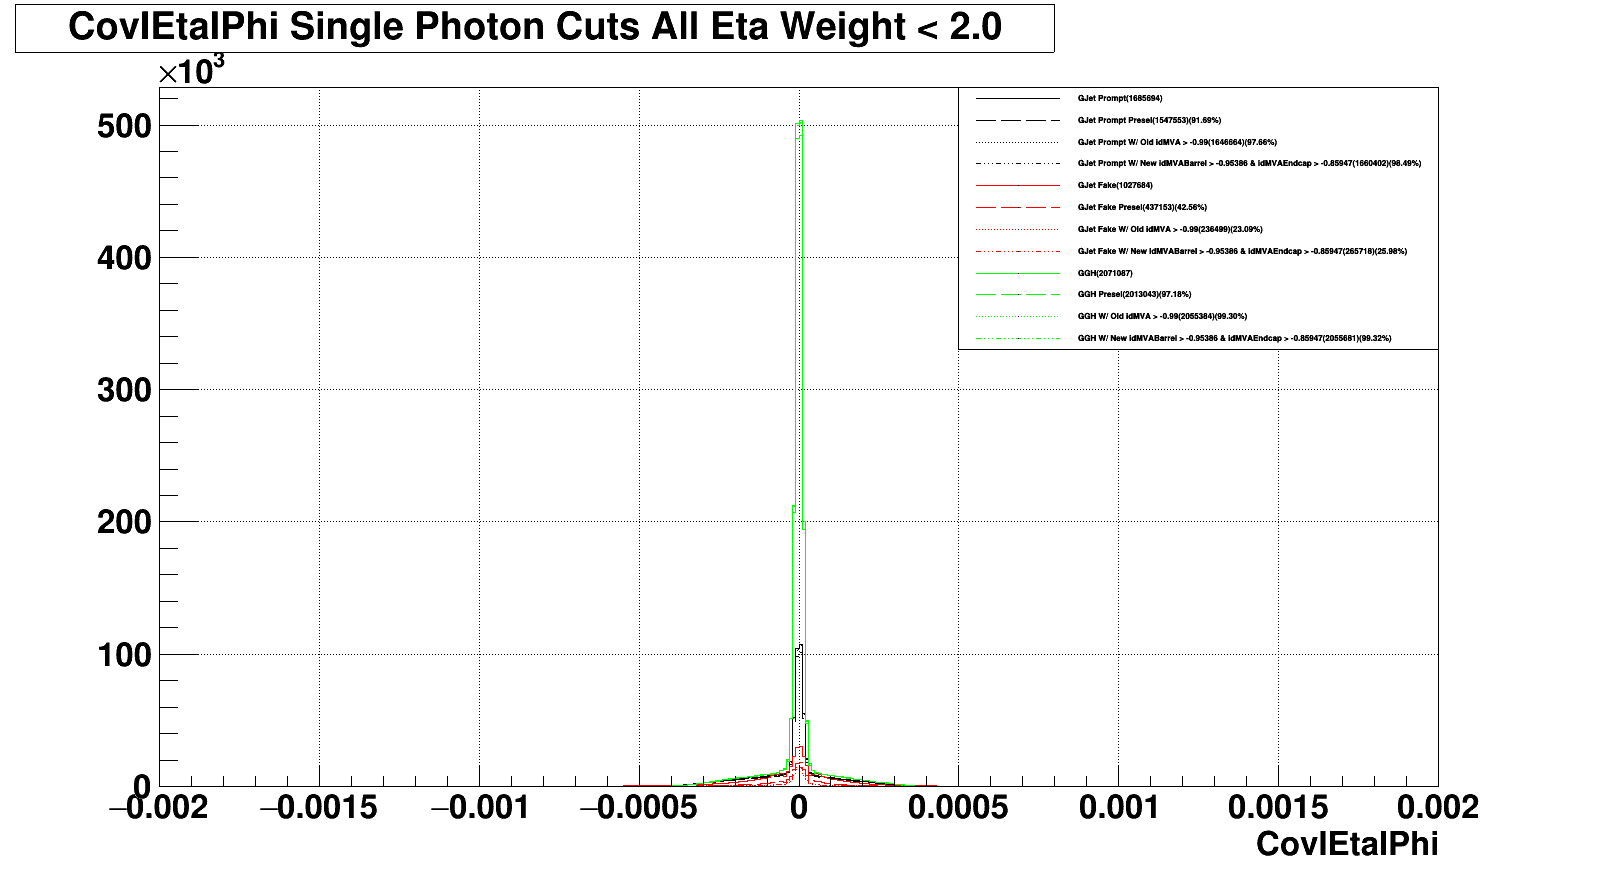 CovIEtaIPhi Single Photon Cuts All Eta Weight < 2.0
×10³
500
400
300
200
100
0
GJet Prompt(1685694)
GJet Prompt Presel(1547553)(91.69%)
GJet Prompt W/ Old idMVA > -0.99(1646664)(97.66%)
GJet Prompt W/ New idMVABarrel > -0.95386 & idMVAEndcap > -0.85947(1660402)(98.49%)
GJet Fake(1027684)
GJet Fake Presel(437153)(42.56%)
GJet Fake W/ Old idMVA > -0.99(236499)(23.09%)
GJet Fake W/ New idMVABarrel > -0.95386 & idMVAEndcap > -0.85947(265718)(25.98%)
GGH(2071087)
GGH Presel(2013043)(97.18%)
GGH W/ Old idMVA > -0.99(2055384)(99.30%)
GGH W/ New idMVABarrel > -0.95386 & idMVAEndcap > -0.85947(2055681)(99.32%)
−0.002 −0.0015 −0.001 −0.0005 0 0.0005 0.001 0.0015 0.002
CovIEtaIPhi